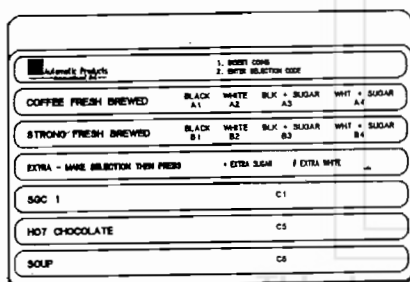 Automatic Products
1. INSERT COINS
2. ENTER SELECTION CODE
COFFEE FRESH BREWED BLACK A1 WHITE A2 BLK + SUGAR A3 WHT + SUGAR A4
STRONG FRESH BREWED BLACK B1 WHITE B2 BLK + SUGAR B3 WHT + SUGAR B4
EXTRA - MAKE SELECTION THEN PRESS * EXTRA SUGAR # EXTRA WHITE
SGC 1 C1
HOT CHOCOLATE C5
SOUP C6